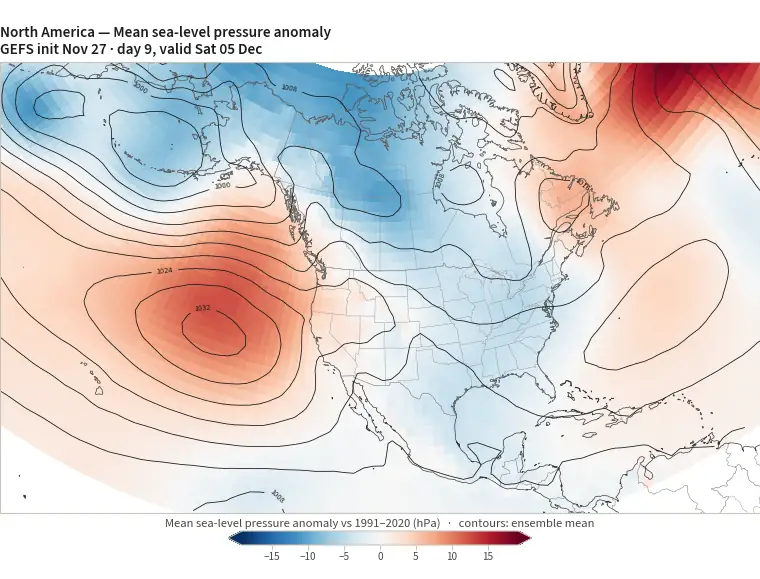 North America — Mean sea-level pressure anomaly
GEFS init Nov 27 · day 9, valid Sat 05 Dec
1000
1008
1000
1008
1024
1032
1008
Mean sea-level pressure anomaly vs 1991–2020 (hPa) · contours: ensemble mean
−15 −10 −5 0 5 10 15